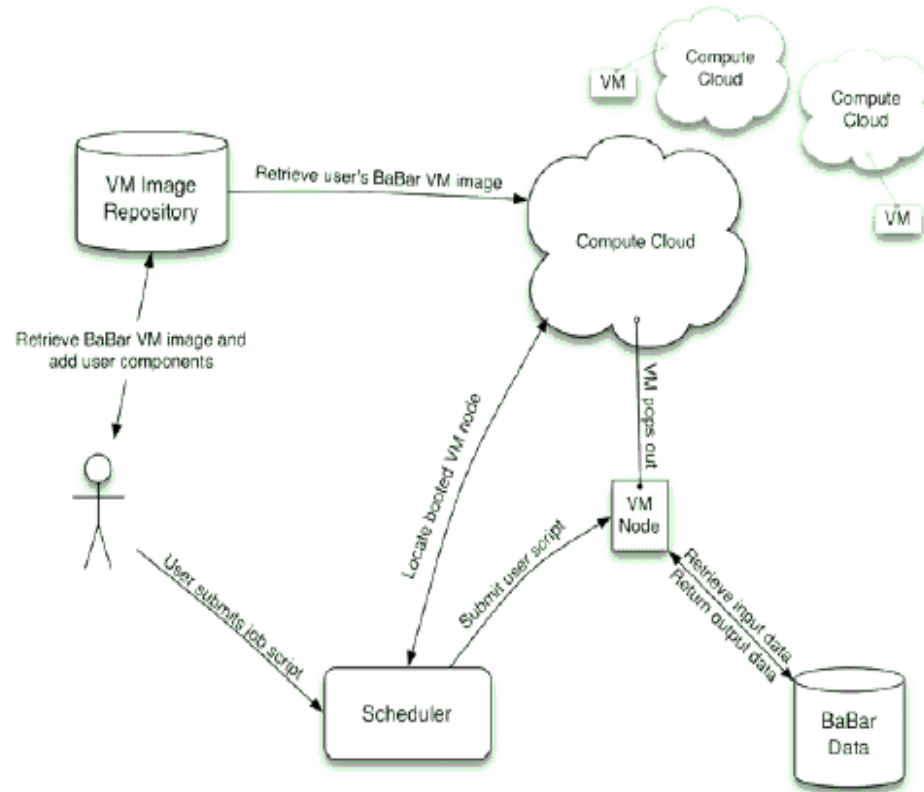 Compute
Cloud
VM
Compute
Cloud
VM
VM Image
Repository
Retrieve user's BaBar VM image
Compute Cloud
Retrieve BaBar VM image and
add user components
Locate booted VM node
VM pops out
VM
Node
Submit user script
User submits job script
Retrieve input data
Return output data
Scheduler
BaBar
Data